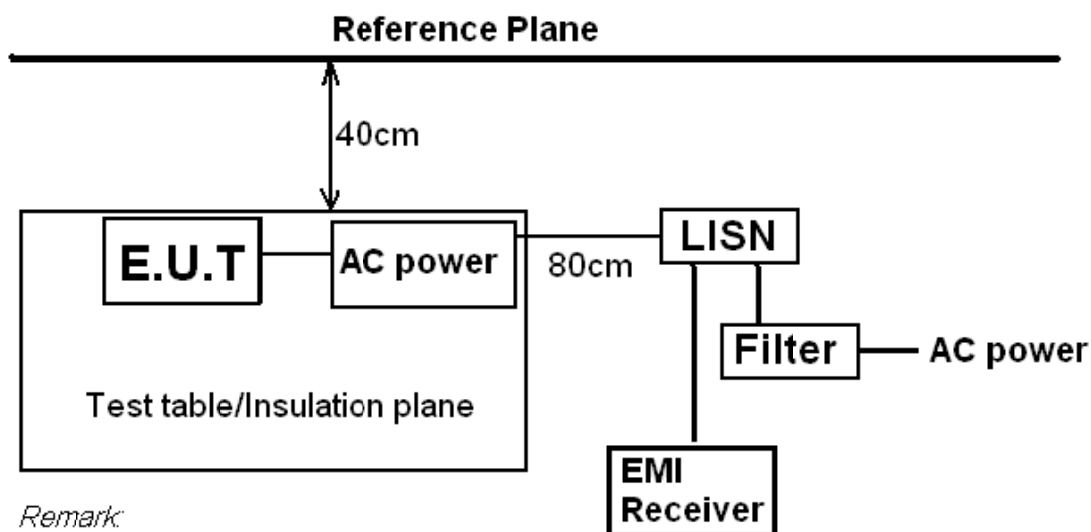 Reference Plane
40cm
E.U.T
AC power
80cm
LISN
Filter
AC power
Test table/Insulation plane
EMI
Receiver
Remark: